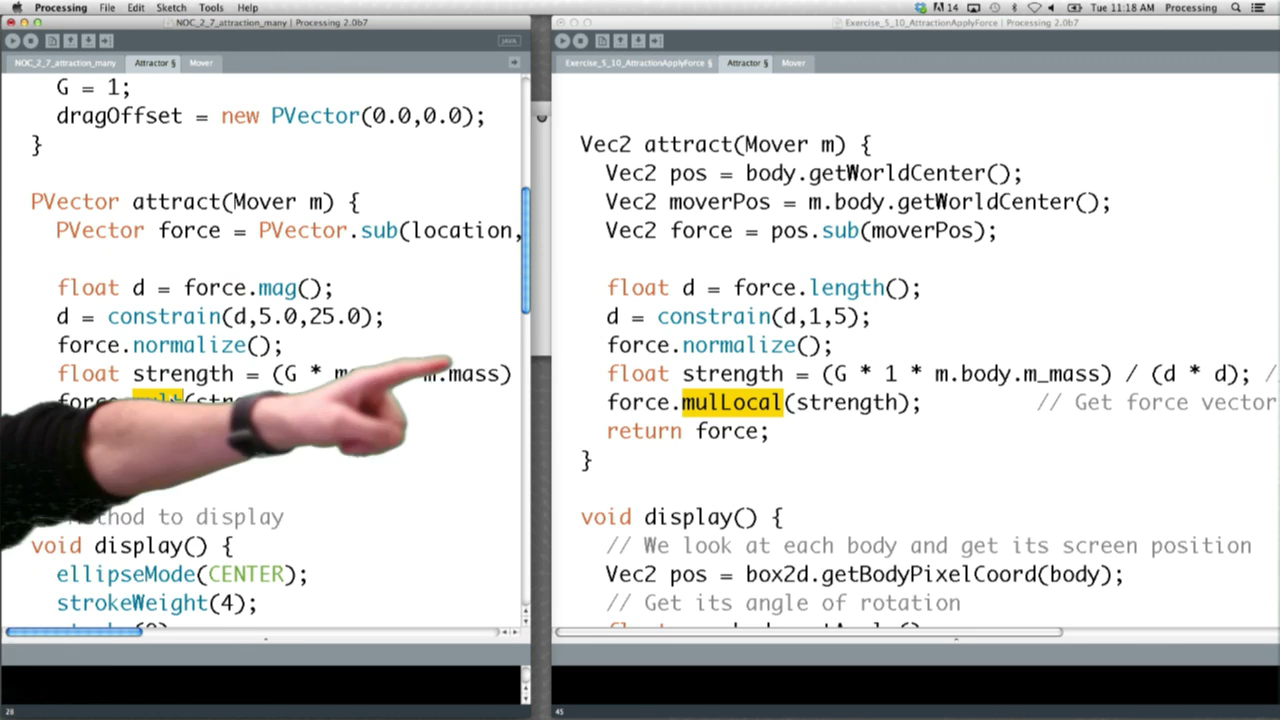 Processing File Edit Sketch Tools Help
14 Tue 11:18 AM Processing
NOC_2_7_attraction_many | Processing 2.0b7
JAVA
NOC_2_7_attraction_many Attractor § Mover
G = 1;
dragOffset = new PVector(0.0,0.0);
}
PVector attract(Mover m) {
PVector force = PVector.sub(location,
float d = force.mag();
d = constrain(d,5.0,25.0);
force.normalize();
float strength = (G * m.mass)
display
void display() {
ellipseMode(CENTER);
strokeWeight(4);
28
Exercise_5_10_AttractionApplyForce | Processing 2.0b7
Exercise_5_10_AttractionApplyForce § Attractor § Mover
Vec2 attract(Mover m) {
Vec2 pos = body.getWorldCenter();
Vec2 moverPos = m.body.getWorldCenter();
Vec2 force = pos.sub(moverPos);
float d = force.length();
d = constrain(d,1,5);
force.normalize();
float strength = (G * 1 * m.body.m_mass) / (d * d); /
force.mulLocal(strength); // Get force vector
return force;
}
void display() {
// We look at each body and get its screen position
Vec2 pos = box2d.getBodyPixelCoord(body);
// Get its angle of rotation
45